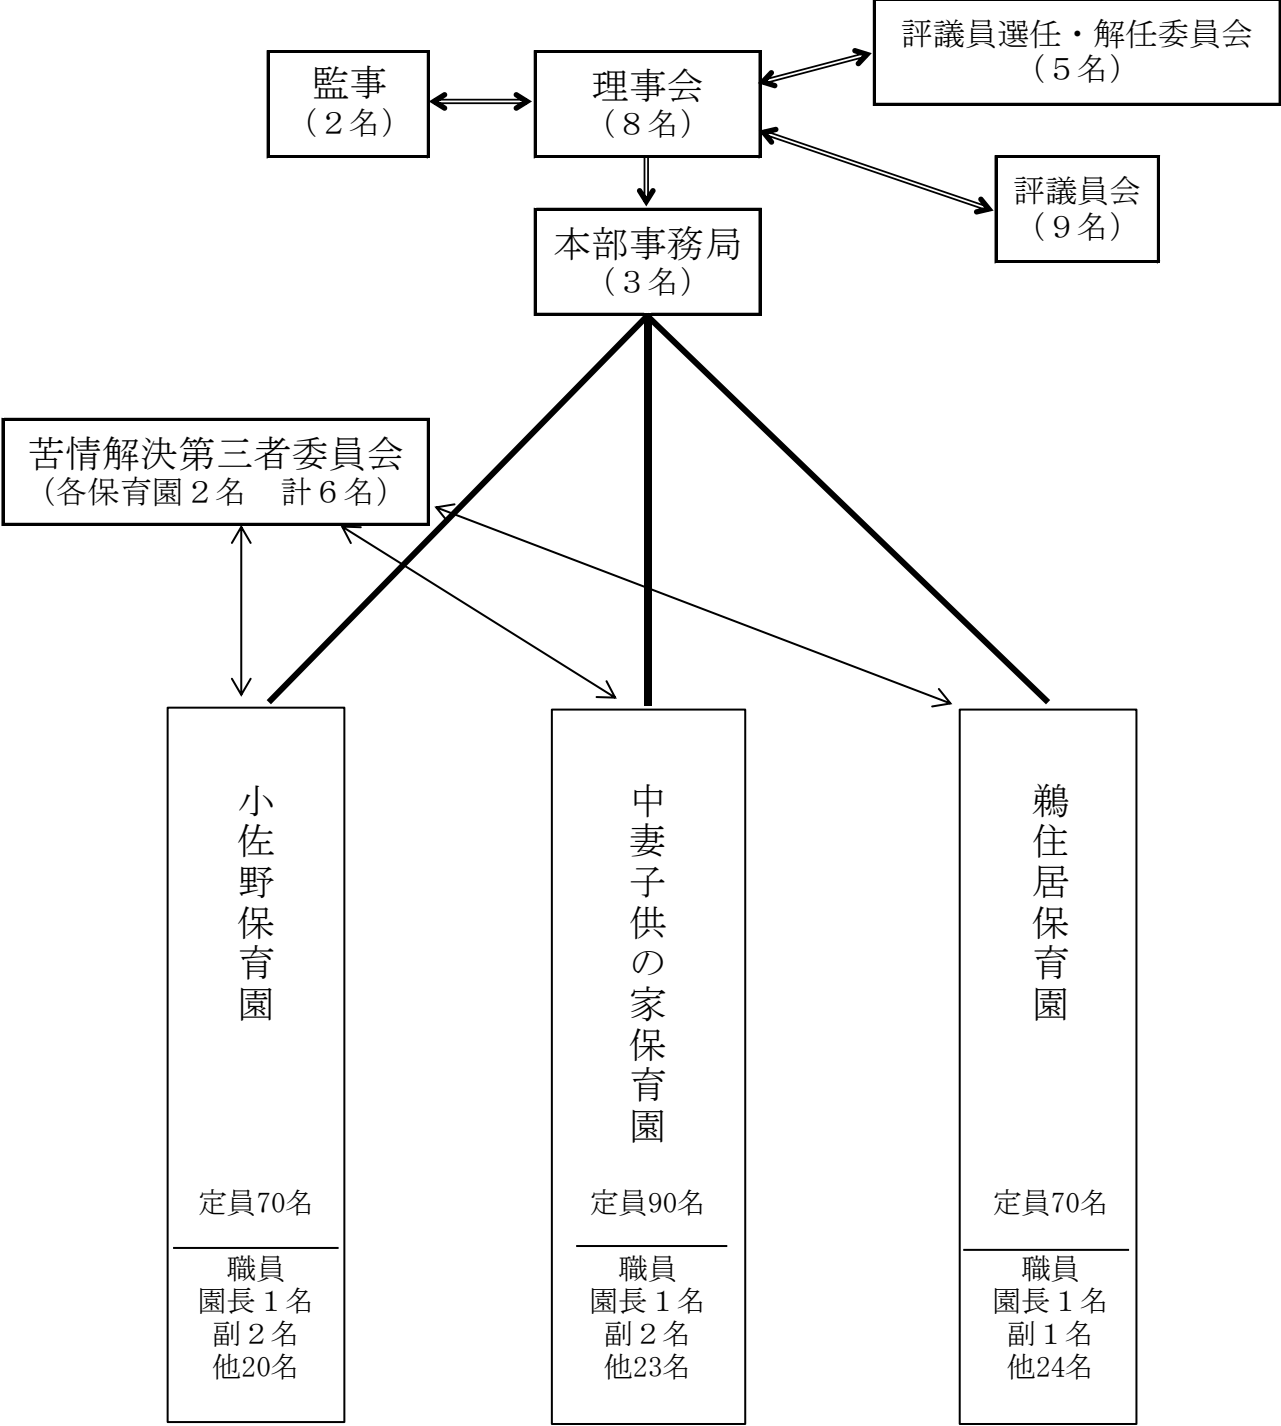 評議員選任・解任委員会
（５名）
監事
（２名）
理事会
（８名）
評議員会
（９名）
本部事務局
（３名）
苦情解決第三者委員会
（各保育園２名　計６名）
小佐野保育園
定員70名
職員
園長１名
副２名
他20名
中妻子供の家保育園
定員90名
職員
園長１名
副２名
他23名
鵜住居保育園
定員70名
職員
園長１名
副１名
他24名